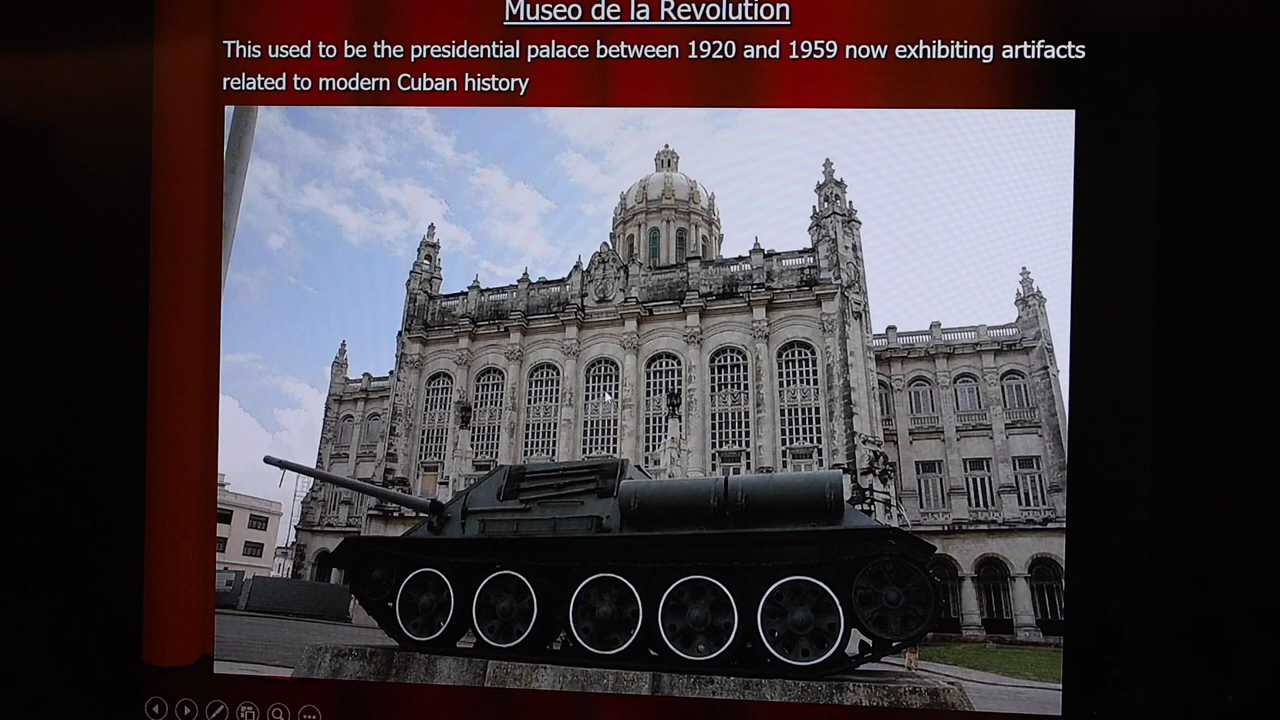 Museo de la Revolution
This used to be the presidential palace between 1920 and 1959 now exhibiting artifacts
related to modern Cuban history